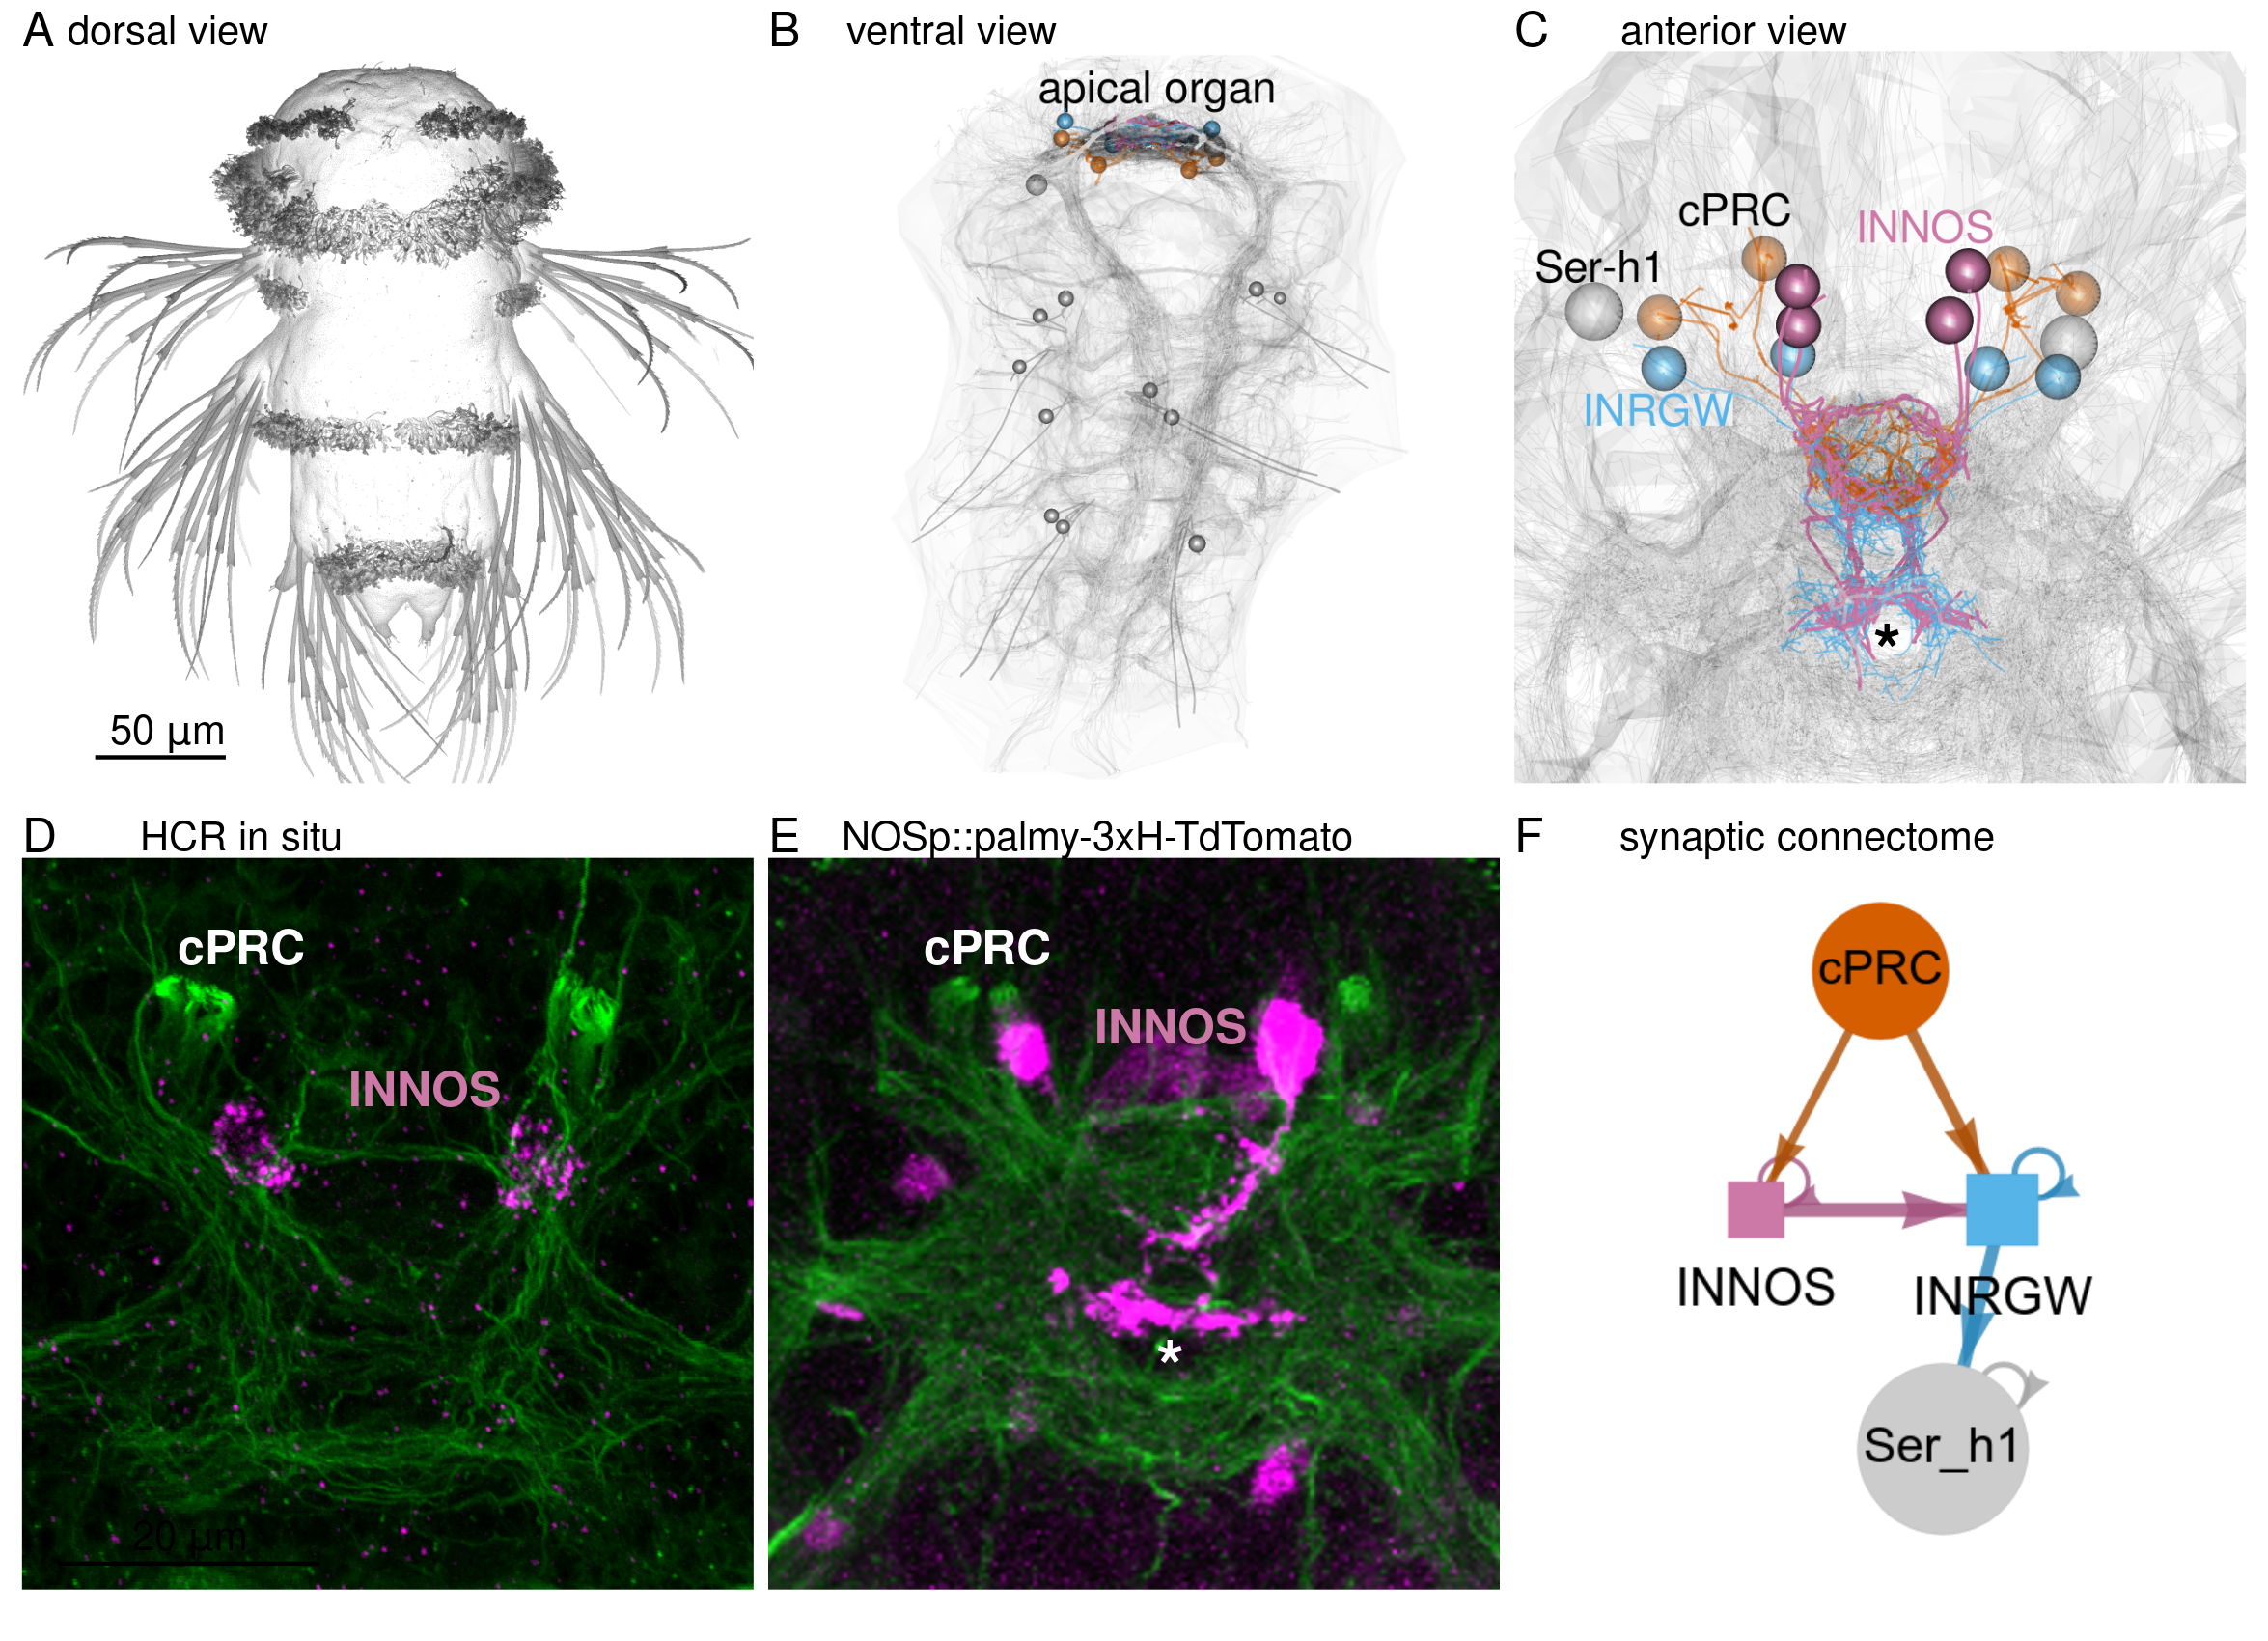 A dorsal view
50 µm
B ventral view
apical organ
C anterior view
cPRC
INNOS
Ser-h1
INRGW
*
D HCR in situ
cPRC
INNOS
20 µm
E NOSp::palmy-3xH-TdTomato
cPRC
INNOS
*
F synaptic connectome
cPRC
INNOS
INRGW
Ser_h1